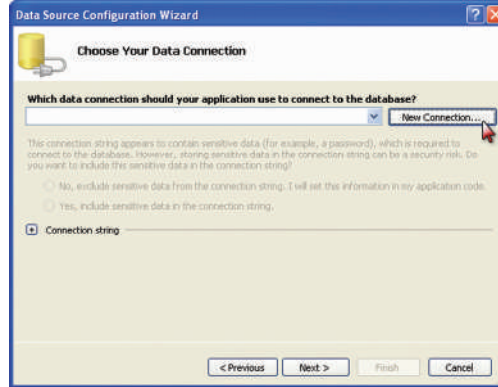 Data Source Configuration Wizard
Choose Your Data Connection
Which data connection should your application use to connect to the database?
New Connection...
This connection string appears to contain sensitive data (for example, a password), which is required to
connect to the database. However, storing sensitive data in the connection string can be a security risk. Do
you want to include this sensitive data in the connection string?
No, exclude sensitive data from the connection string. I will set this information in my application code.
Yes, include sensitive data in the connection string.
Connection string
< Previous Next > Finish Cancel